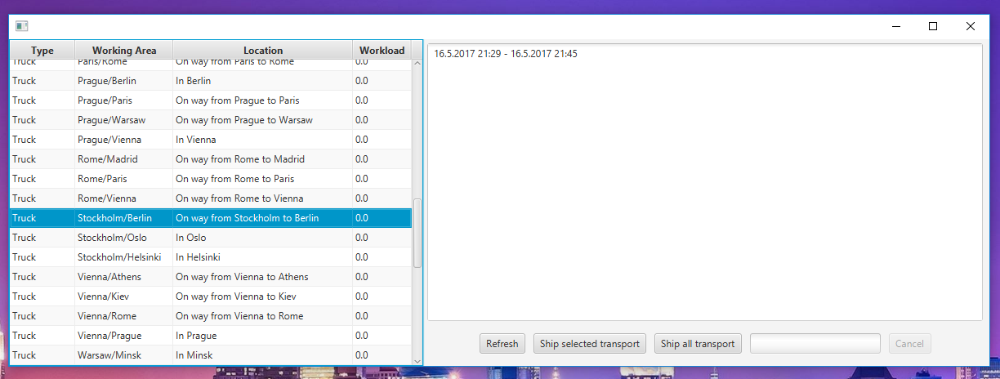 Type Working Area Location Workload
Truck Paris/Rome On way from Paris to Rome 0.0
Truck Prague/Berlin In Berlin 0.0
Truck Prague/Paris On way from Prague to Paris 0.0
Truck Prague/Warsaw On way from Prague to Warsaw 0.0
Truck Prague/Vienna In Vienna 0.0
Truck Rome/Madrid On way from Rome to Madrid 0.0
Truck Rome/Paris On way from Rome to Paris 0.0
Truck Rome/Vienna On way from Rome to Vienna 0.0
Truck Stockholm/Berlin On way from Stockholm to Berlin 0.0
Truck Stockholm/Oslo In Oslo 0.0
Truck Stockholm/Helsinki In Helsinki 0.0
Truck Vienna/Athens On way from Vienna to Athens 0.0
Truck Vienna/Kiev On way from Vienna to Kiev 0.0
Truck Vienna/Rome On way from Vienna to Rome 0.0
Truck Vienna/Prague In Prague 0.0
Truck Warsaw/Minsk In Minsk 0.0
16.5.2017 21:29 - 16.5.2017 21:45
Refresh Ship selected transport Ship all transport Cancel